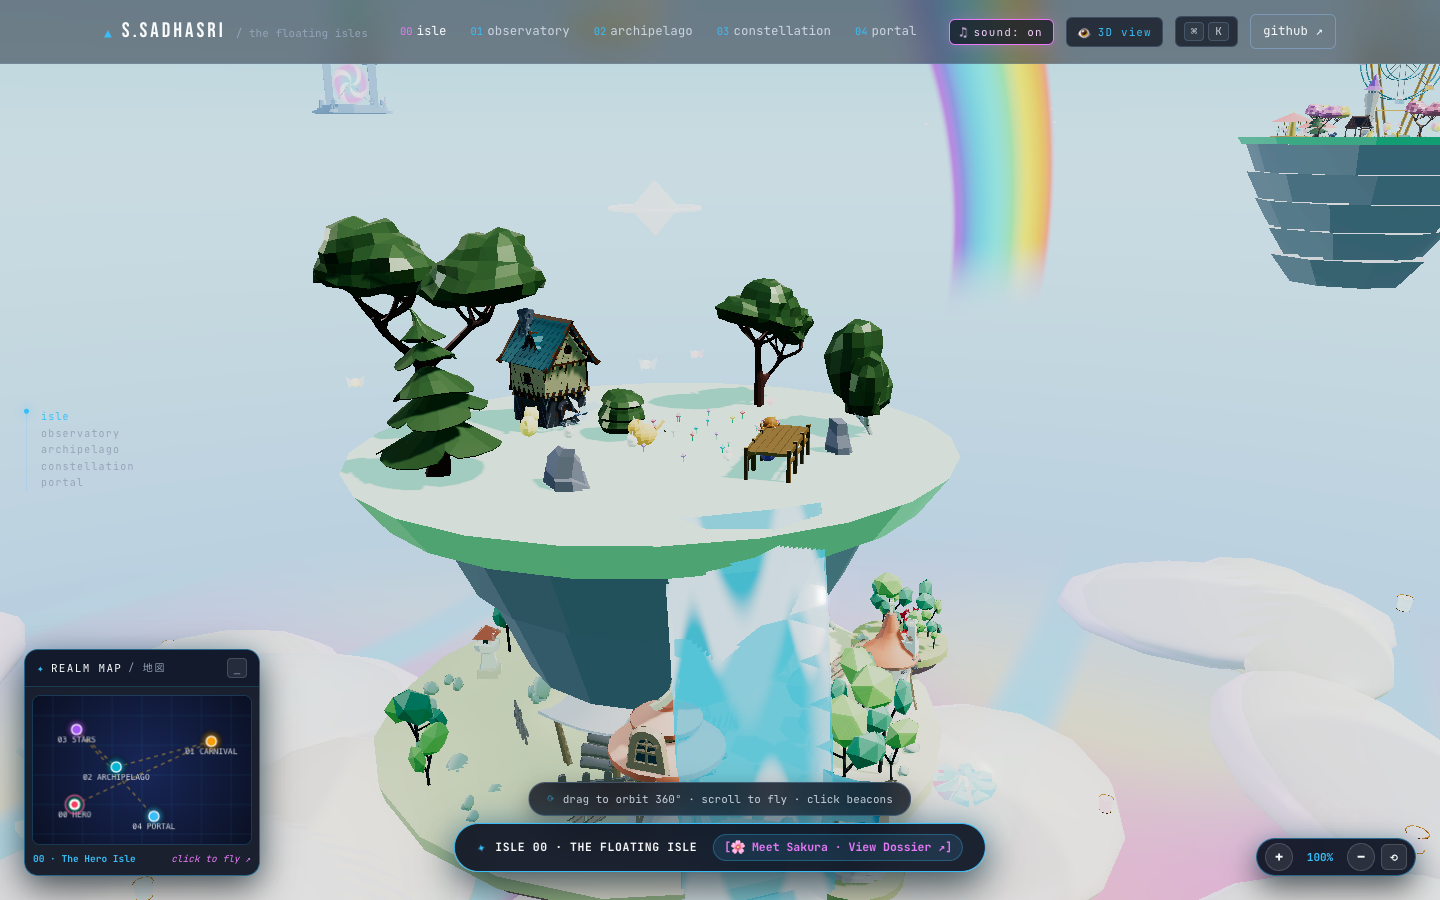 ▲ S.SADHASRI / the floating isles
00 isle
01 observatory
02 archipelago
03 constellation
04 portal
♫ sound: on
👁 3D view
⌘ K
github ↗
isle
observatory
archipelago
constellation
portal
✦ REALM MAP / 地図
_
03 STARS
01 CARNIVAL
02 ARCHIPELAGO
00 HERO
04 PORTAL
00 · The Hero Isle
click to fly ↗
⟳ drag to orbit 360° · scroll to fly · click beacons
✦ ISLE 00 · THE FLOATING ISLE
[🌸 Meet Sakura · View Dossier ↗]
+ 100% − ⟲